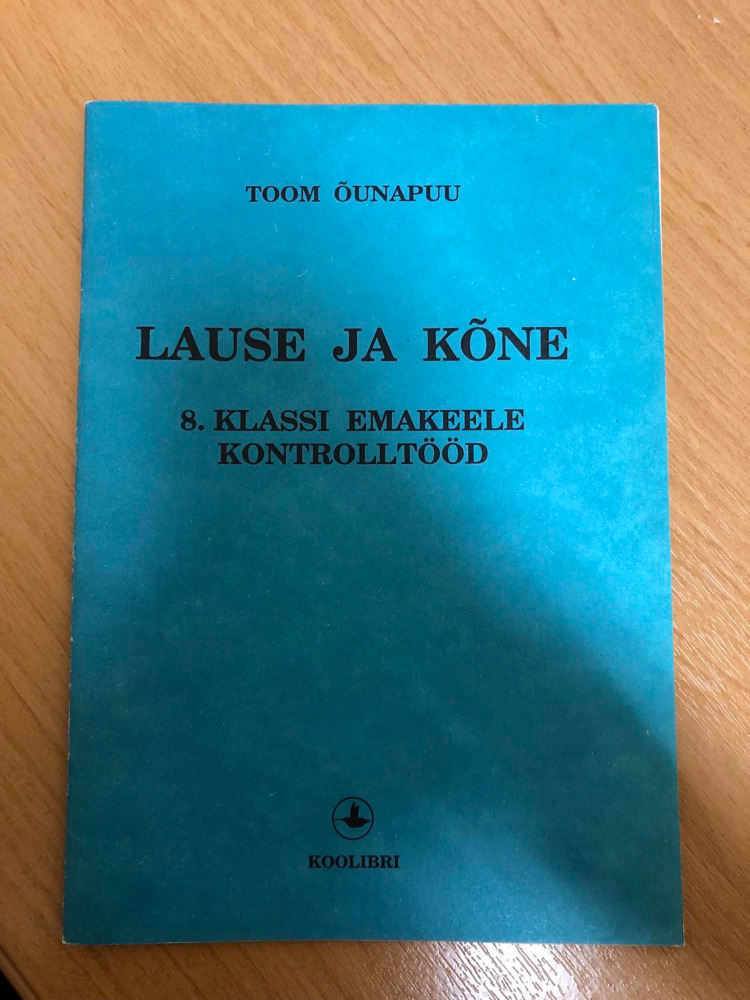 TOOM ÕUNAPUU
LAUSE JA KÕNE
8. KLASSI EMAKEELE
KONTROLLTÖÖD
KOOLIBRI